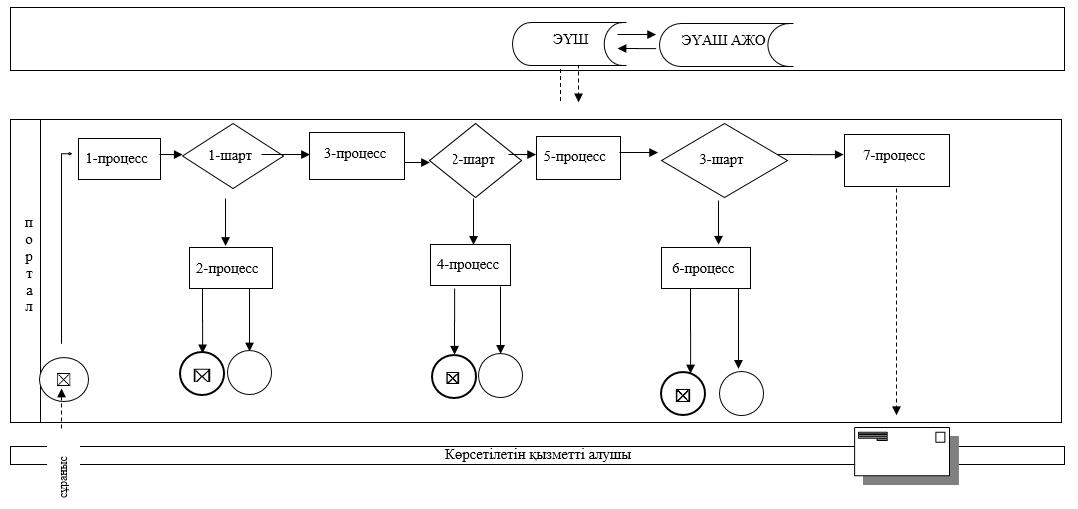 ЭҮШ
ЭҮАШ АЖО
портал
1-процесс
1-шарт
3-процесс
2-шарт
5-процесс
3-шарт
7-процесс
2-процесс
4-процесс
6-процесс
Көрсетілетін қызметті алушы
сұраныс